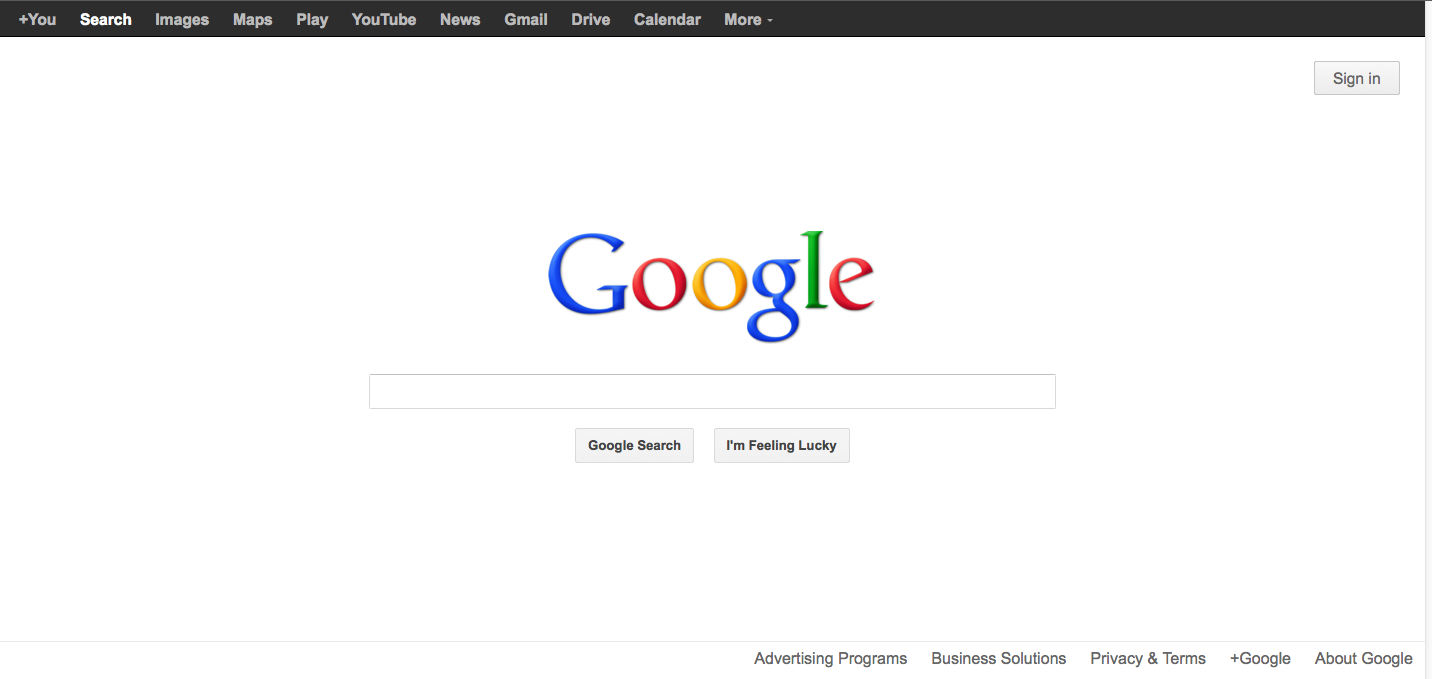 +You Search Images Maps Play YouTube News Gmail Drive Calendar More
Sign in
Google
Google Search I'm Feeling Lucky
Advertising Programs Business Solutions Privacy & Terms +Google About Google